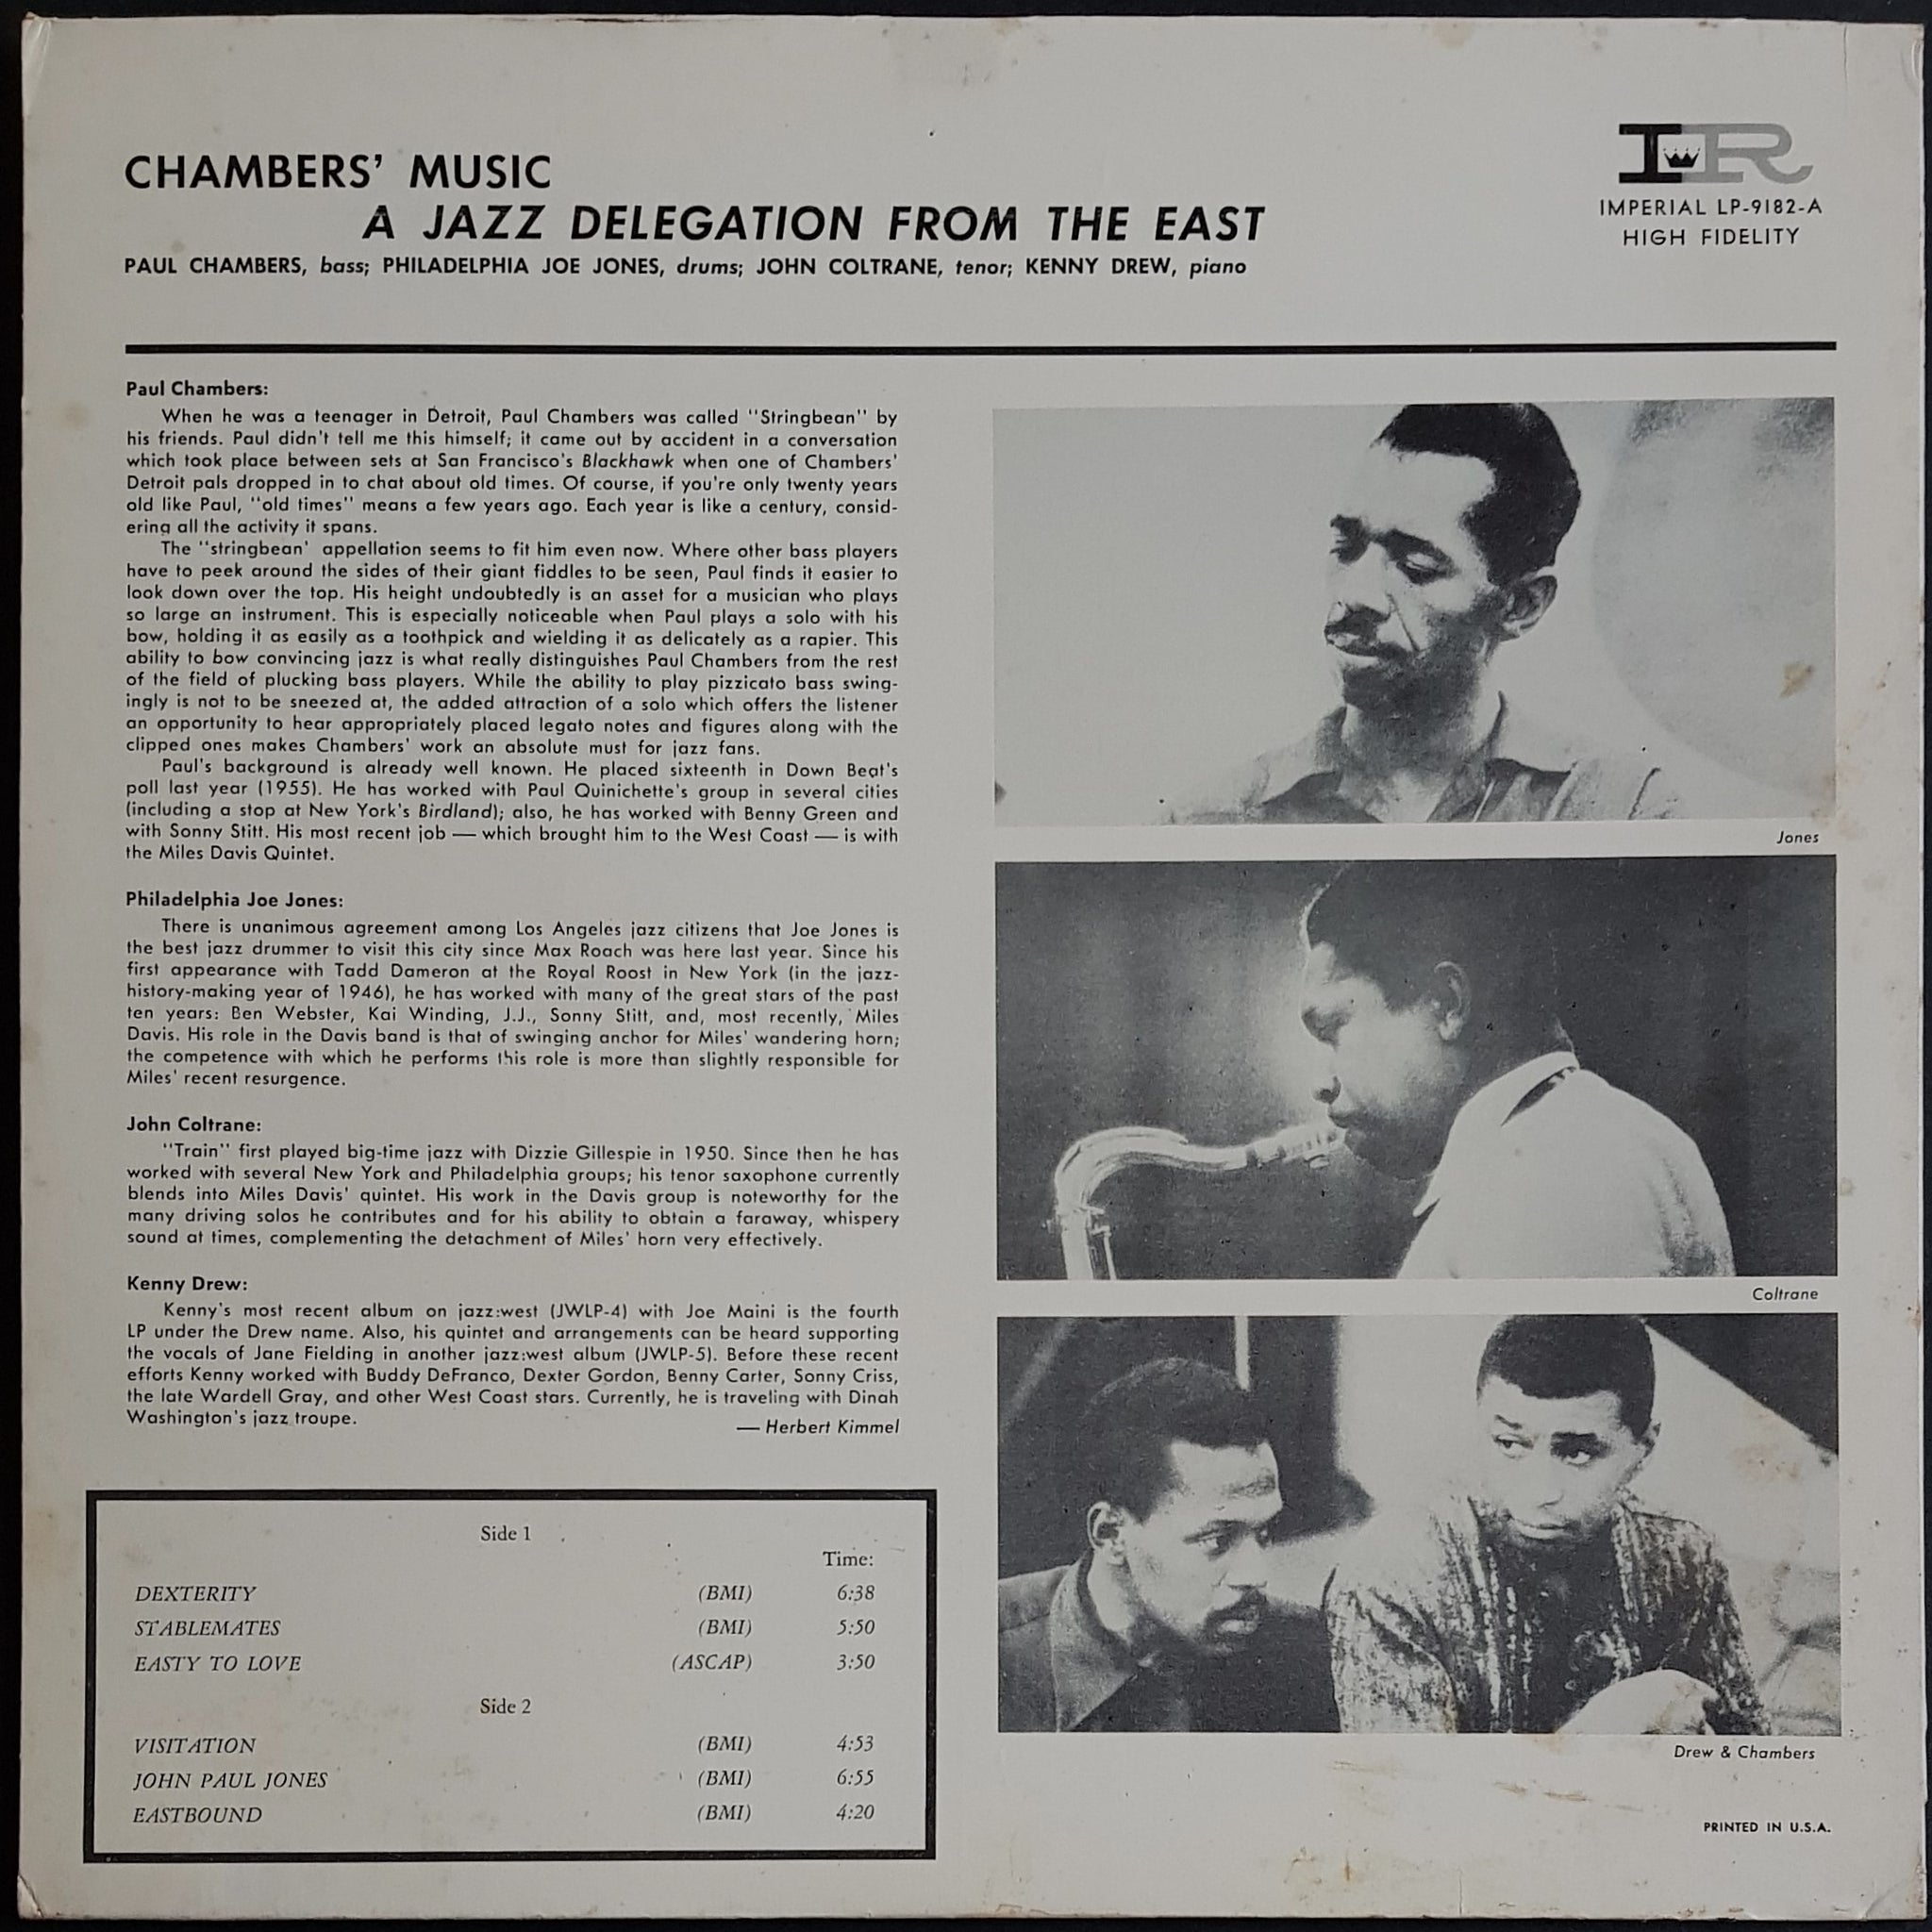 CHAMBERS' MUSIC
A JAZZ DELEGATION FROM THE EAST
PAUL CHAMBERS, bass; PHILADELPHIA JOE JONES, drums; JOHN COLTRANE, tenor; KENNY DREW, piano
IR
IMPERIAL LP-9182-A
HIGH FIDELITY
Paul Chambers:
When he was a teenager in Detroit, Paul Chambers was called "Stringbean" by
his friends. Paul didn't tell me this himself; it came out by accident in a conversation
which took place between sets at San Francisco's Blackhawk when one of Chambers'
Detroit pals dropped in to chat about old times. Of course, if you're only twenty years
old like Paul, "old times" means a few years ago. Each year is like a century, consid-
ering all the activity it spans.
The "stringbean' appellation seems to fit him even now. Where other bass players
have to peek around the sides of their giant fiddles to be seen, Paul finds it easier to
look down over the top. His height undoubtedly is an asset for a musician who plays
so large an instrument. This is especially noticeable when Paul plays a solo with his
bow, holding it as easily as a toothpick and wielding it as delicately as a rapier. This
ability to bow convincing jazz is what really distinguishes Paul Chambers from the rest
of the field of plucking bass players. While the ability to play pizzicato bass swing-
ingly is not to be sneezed at, the added attraction of a solo which offers the listener
an opportunity to hear appropriately placed legato notes and figures along with the
clipped ones makes Chambers' work an absolute must for jazz fans.
Paul's background is already well known. He placed sixteenth in Down Beat's
poll last year (1955). He has worked with Paul Quinichette's group in several cities
(including a stop at New York's Birdland); also, he has worked with Benny Green and
with Sonny Stitt. His most recent job — which brought him to the West Coast — is with
the Miles Davis Quintet.
Philadelphia Joe Jones:
There is unanimous agreement among Los Angeles jazz citizens that Joe Jones is
the best jazz drummer to visit this city since Max Roach was here last year. Since his
first appearance with Tadd Dameron at the Royal Roost in New York (in the jazz-
history-making year of 1946), he has worked with many of the great stars of the past
ten years: Ben Webster, Kai Winding, J.J., Sonny Stitt, and, most recently, Miles
Davis. His role in the Davis band is that of swinging anchor for Miles' wandering horn;
the competence with which he performs this role is more than slightly responsible for
Miles' recent resurgence.
John Coltrane:
"Train" first played big-time jazz with Dizzie Gillespie in 1950. Since then he has
worked with several New York and Philadelphia groups; his tenor saxophone currently
blends into Miles Davis' quintet. His work in the Davis group is noteworthy for the
many driving solos he contributes and for his ability to obtain a faraway, whispery
sound at times, complementing the detachment of Miles' horn very effectively.
Kenny Drew:
Kenny's most recent album on jazz:west (JWLP-4) with Joe Maini is the fourth
LP under the Drew name. Also, his quintet and arrangements can be heard supporting
the vocals of Jane Fielding in another jazz:west album (JWLP-5). Before these recent
efforts Kenny worked with Buddy DeFranco, Dexter Gordon, Benny Carter, Sonny Criss,
the late Wardell Gray, and other West Coast stars. Currently, he is traveling with Dinah
Washington's jazz troupe.
— Herbert Kimmel
Side 1
Time:
DEXTERITY (BMI) 6:38
STABLEMATES (BMI) 5:50
EASTY TO LOVE (ASCAP) 3:50
Side 2
VISITATION (BMI) 4:53
JOHN PAUL JONES (BMI) 6:55
EASTBOUND (BMI) 4:20
Jones
Coltrane
Drew & Chambers
PRINTED IN U.S.A.